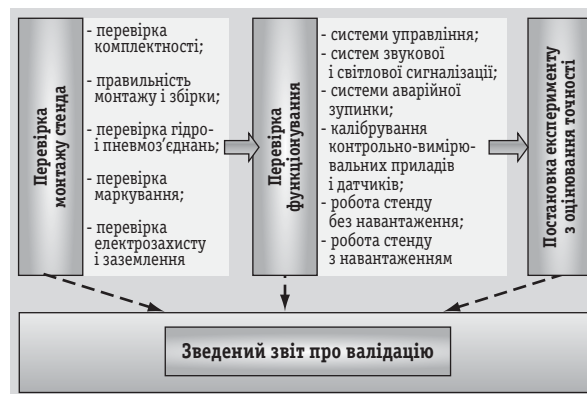 Перевірка
монтажу стенда
- перевірка
комплектності;
- правильність
монтажу і збірки;
- перевірка гідро-
і пневмоз’єднань;
- перевірка
маркування;
- перевірка
електрозахисту
і заземлення
Перевірка
функціонування
- системи управління;
- систем звукової
і світлової сигналізації;
- системи аварійної
зупинки;
- калібрування
контрольно-вимірю-
вальних приладів
і датчиків;
- робота стенду
без навантаження;
- робота стенду
з навантаженням
Постановка експерименту
з оцінювання точності
Зведений звіт про валідацію